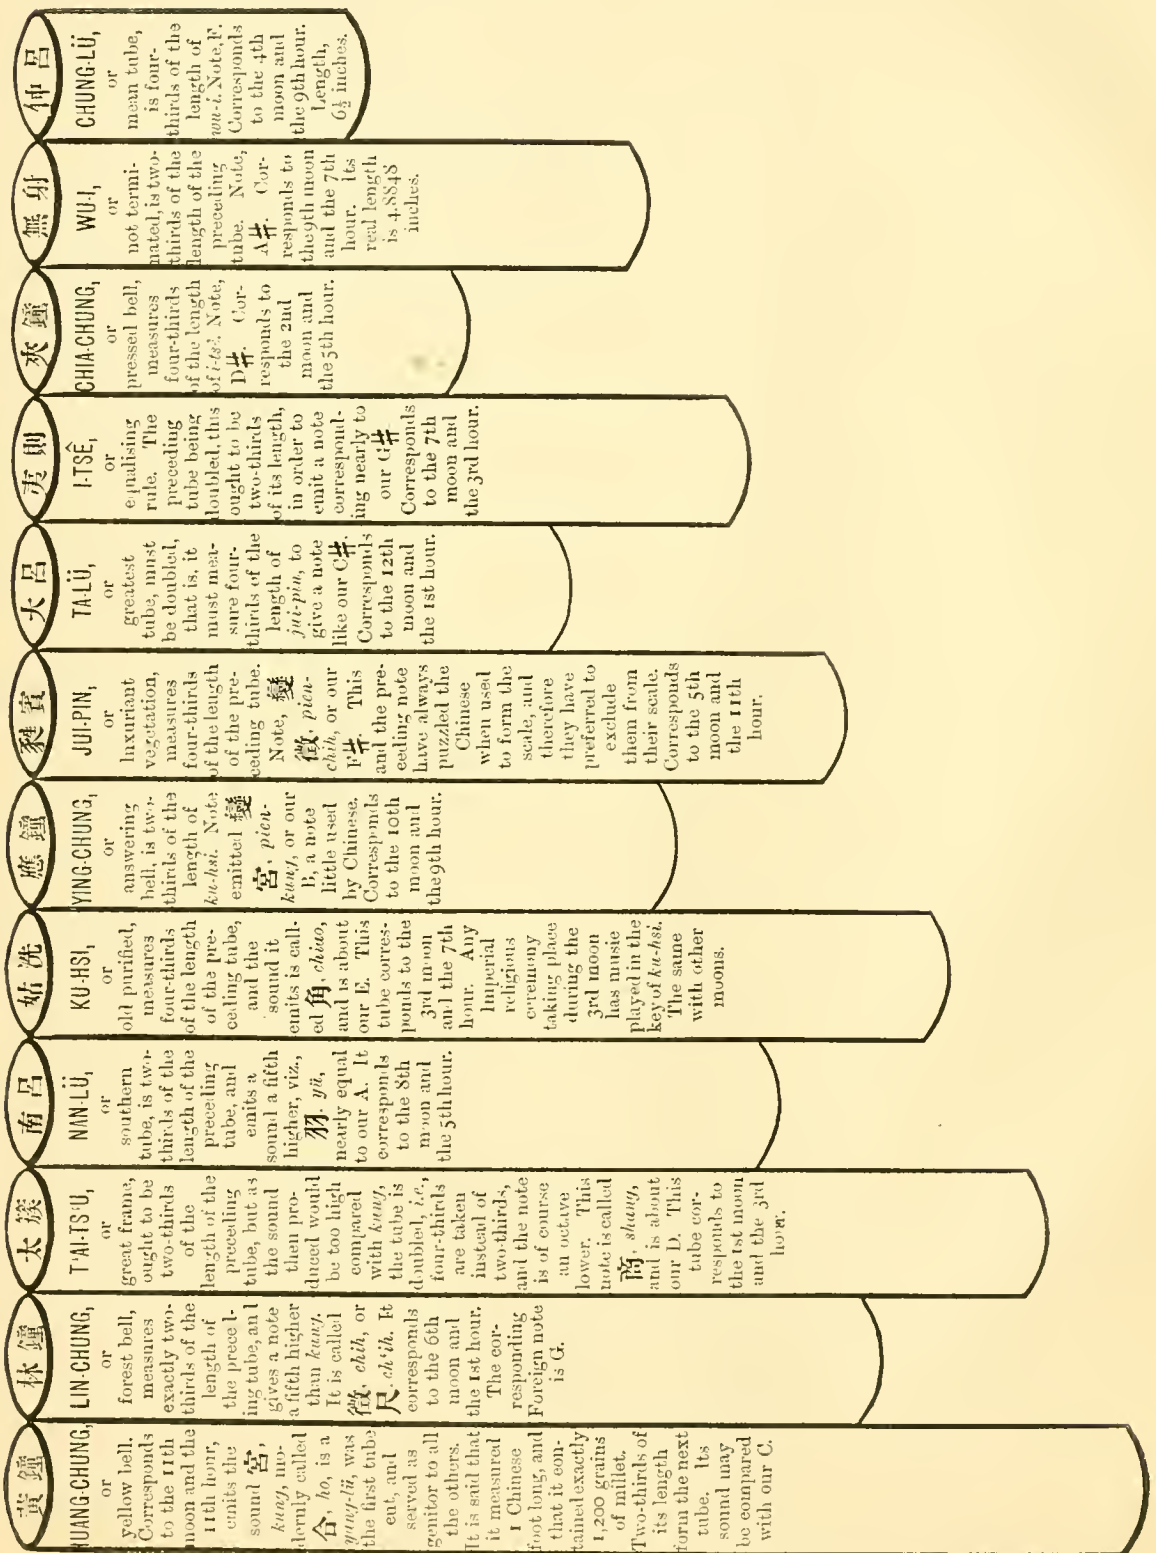 黃鐘
HUANG-CHUNG,
or
yellow bell.
Corresponds
to the 11th
moon and the
11th hour,
emits the
sound 宮,
kung, mo-
dernly called
合, ho, is a
yang-lü, was
the first tube
cut, and
served as
genitor to all
the others.
It is said that
it measured
1 Chinese
foot long, and
that it con-
tained exactly
1,200 grains
of millet.
Two-thirds of
its length
form the next
tube. Its
sound may
be compared
with our C.
林鐘
LIN-CHUNG,
or
forest bell,
measures
exactly two-
thirds of the
length of
the preced-
ing tube, and
gives a note
a fifth higher
than kung.
It is called
徵, chih, or
尺, ch'ih. It
corresponds
to the 6th
moon and
the 1st hour.
The cor-
responding
Foreign note
is G.
太簇
T'AI-TS'U,
or
great frame,
ought to be
two-thirds
of the
length of the
preceding
tube, but as
the sound
then pro-
duced would
be too high
compared
with kung,
the tube is
doubled, i.e.,
four-thirds
are taken
instead of
two-thirds,
and the note
is of course
an octave
lower. This
note is called
商, shang,
and is about
our D. This
tube cor-
responds to
the 1st moon
and the 3rd
hour.
南呂
NAN-LÜ,
or
southern
tube, is two-
thirds of the
length of the
preceding
tube, and
emits a
sound a fifth
higher, viz.,
羽, yü,
nearly equal
to our A. It
corresponds
to the 8th
moon and
the 5th hour.
姑洗
KU-HSI,
or
old purified,
measures
four-thirds
of the length
of the pre-
ceding tube,
and the
sound it
emits is call-
ed 角, chiao,
and is about
our E. This
tube corres-
ponds to the
3rd moon
and the 7th
hour. Any
Imperial
religious
ceremony
taking place
during the
3rd moon
has music
played in the
key of ku-hsi.
The same
with other
moons.
應鐘
YING-CHUNG,
or
answering
bell, is two-
thirds of the
length of
ku-hsi. Note
emitted 變
宮, pien-
kung, or our
B, a note
little used
by Chinese.
Corresponds
to the 10th
moon and
the 9th hour.
蕤賓
JUI-PIN,
or
luxuriant
vegetation,
measures
four-thirds
of the length
of the pre-
ceding tube.
Note, 變
徵, pien-
chih, or our
F#. This
and the pre-
ceding note
have always
puzzled the
Chinese
when used
to form the
scale, and
therefore
they have
preferred to
exclude
them from
their scale.
Corresponds
to the 5th
moon and
the 11th
hour.
大呂
TA-LÜ,
or
greatest
tube, must
be doubled,
that is, it
must mea-
sure four-
thirds of the
length of
jui-pin, to
give a note
like our C#.
Corresponds
to the 12th
moon and
the 1st hour.
夷則
I-TSÊ,
or
equalising
rule. The
preceding
tube being
doubled, this
ought to be
two-thirds
of its length,
in order to
emit a note
correspond-
ing nearly to
our G#.
Corresponds
to the 7th
moon and
the 3rd hour.
夾鐘
CHIA-CHUNG,
or
pressed bell,
measures
four-thirds
of the length
of i-tsê. Note,
D#. Cor-
responds to
the 2nd
moon and
the 5th hour.
無射
WU-I,
or
not termi-
nated, is two-
thirds of the
length of the
preceding
tube. Note,
A#. Cor-
responds to
the 9th moon
and the 7th
hour. Its
real length
is 4.8848
inches.
仲呂
CHUNG-LÜ,
or
mean tube,
is four-
thirds of the
length of
wu-i. Note, F.
Corresponds
to the 4th
moon and
the 9th hour.
Length,
6½ inches.